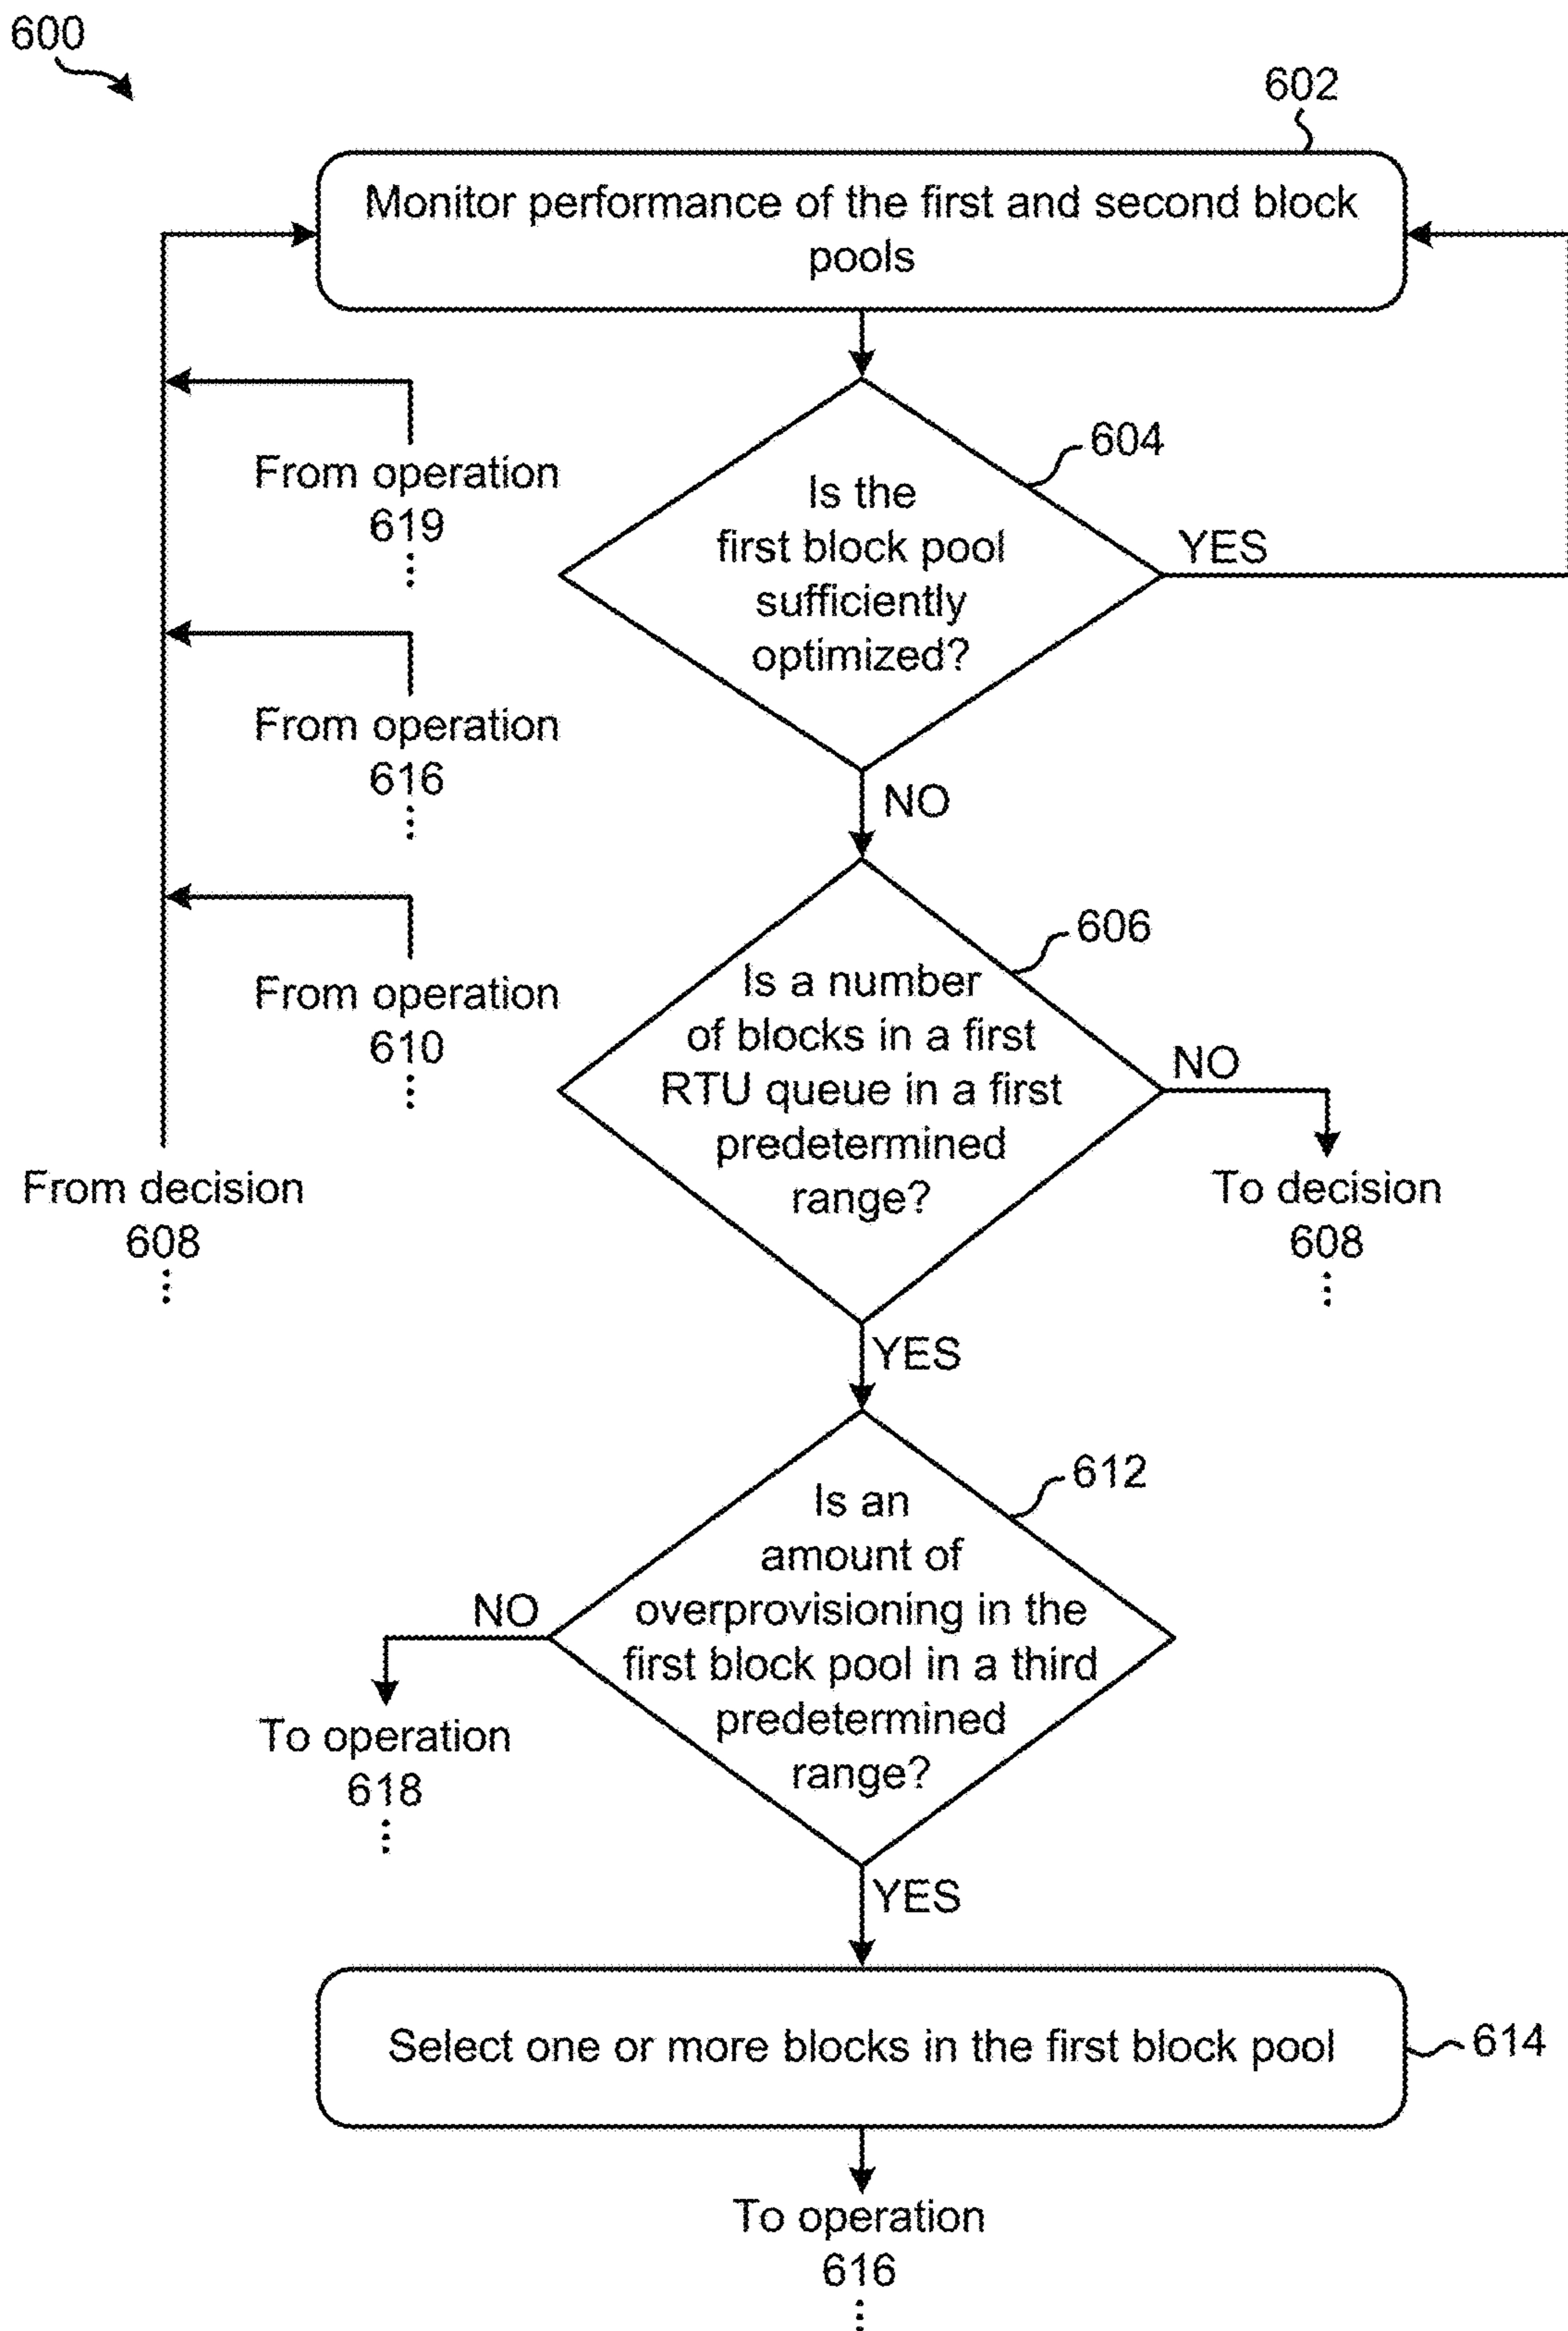 600
602
Monitor performance of the first and second block
pools
604
Is the
first block pool
sufficiently
optimized?
YES
From operation
619
...
NO
From operation
616
...
606
Is a number
of blocks in a first
RTU queue in a first
predetermined
range?
NO
From operation
610
...
To decision
608
...
From decision
608
...
YES
612
Is an
amount of
overprovisioning in the
first block pool in a third
predetermined
range?
NO
To operation
618
...
YES
Select one or more blocks in the first block pool
614
To operation
616
...